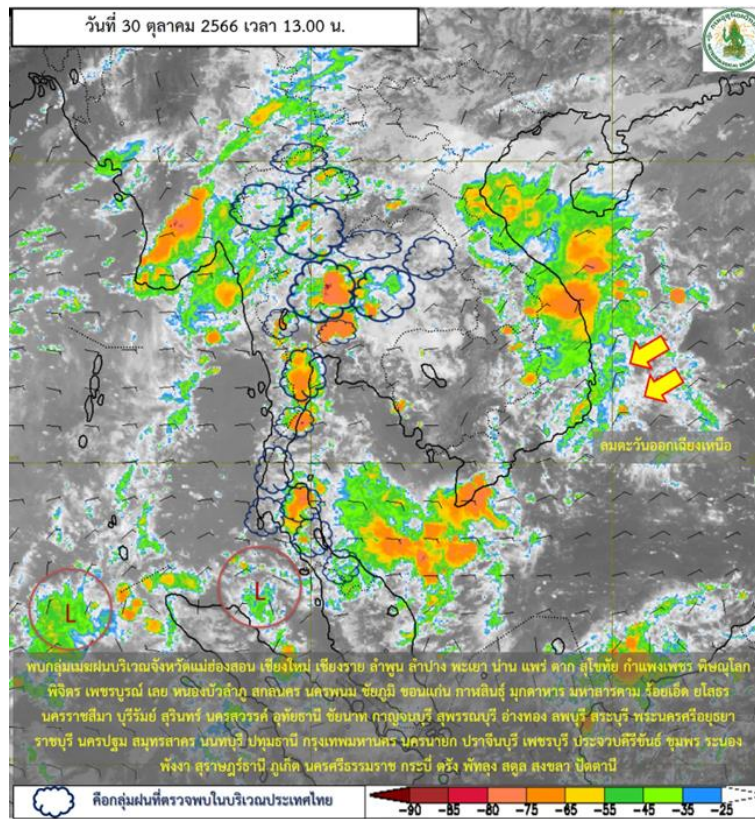 วันที่ 30 ตุลาคม 2566 เวลา 13.00 น.
ลมตะวันออกเฉียงเหนือ
L
L
พบกลุ่มเมฆฝนบริเวณจังหวัดแม่ฮ่องสอน เชียงใหม่ เชียงราย ลำพูน ลำปาง พะเยา น่าน แพร่ ตาก สุโขทัย กำแพงเพชร พิษณุโลก
พิจิตร เพชรบูรณ์ เลย หนองบัวลำภู สกลนคร นครพนม ชัยภูมิ ขอนแก่น กาฬสินธุ์ มุกดาหาร มหาสารคาม ร้อยเอ็ด ยโสธร
นครราชสีมา บุรีรัมย์ สุรินทร์ นครสวรรค์ อุทัยธานี ชัยนาท กาญจนบุรี สุพรรณบุรี อ่างทอง ลพบุรี สระบุรี พระนครศรีอยุธยา
ราชบุรี นครปฐม สมุทรสาคร นนทบุรี ปทุมธานี กรุงเทพมหานคร นครนายก ปราจีนบุรี เพชรบุรี ประจวบคีรีขันธ์ ชุมพร ระนอง
พังงา สุราษฎร์ธานี ภูเก็ต นครศรีธรรมราช กระบี่ ตรัง พัทลุง สตูล สงขลา ปัตตานี
คือกลุ่มฝนที่ตรวจพบในบริเวณประเทศไทย
-90 -85 -80 -75 -65 -55 -45 -35 -25